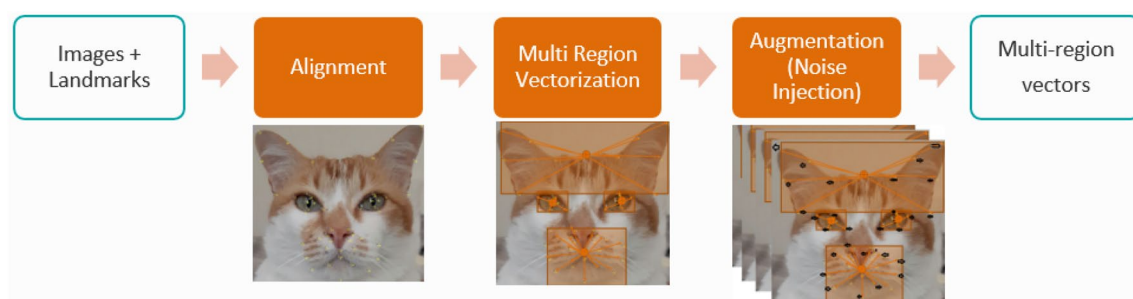 Images +
Landmarks
Alignment
Multi Region
Vectorization
Augmentation
(Noise
Injection)
Multi-region
vectors